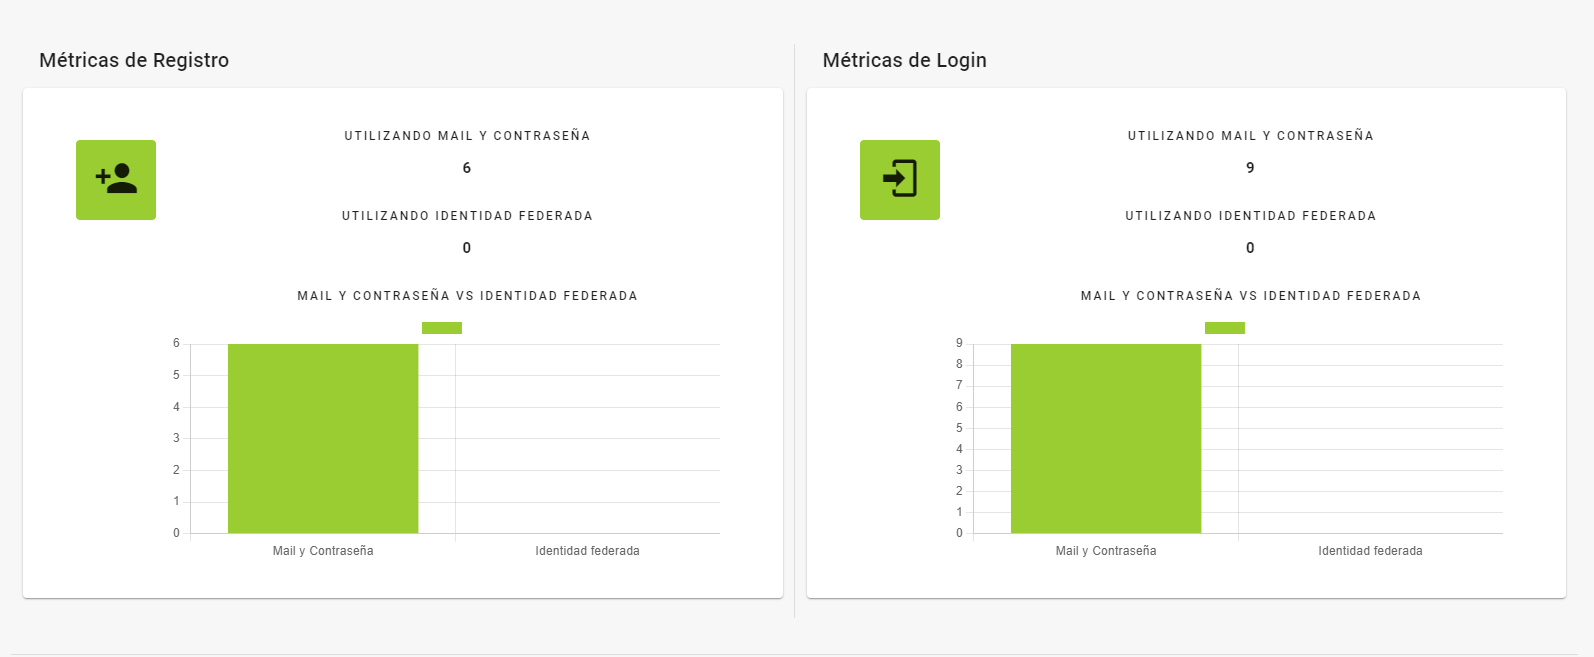 Métricas de Registro
UTILIZANDO MAIL Y CONTRASEÑA
6
UTILIZANDO IDENTIDAD FEDERADA
0
MAIL Y CONTRASEÑA VS IDENTIDAD FEDERADA
6
5
4
3
2
1
0
Mail y Contraseña
Identidad federada
Métricas de Login
UTILIZANDO MAIL Y CONTRASEÑA
9
UTILIZANDO IDENTIDAD FEDERADA
0
MAIL Y CONTRASEÑA VS IDENTIDAD FEDERADA
9
8
7
6
5
4
3
2
1
0
Mail y Contraseña
Identidad federada